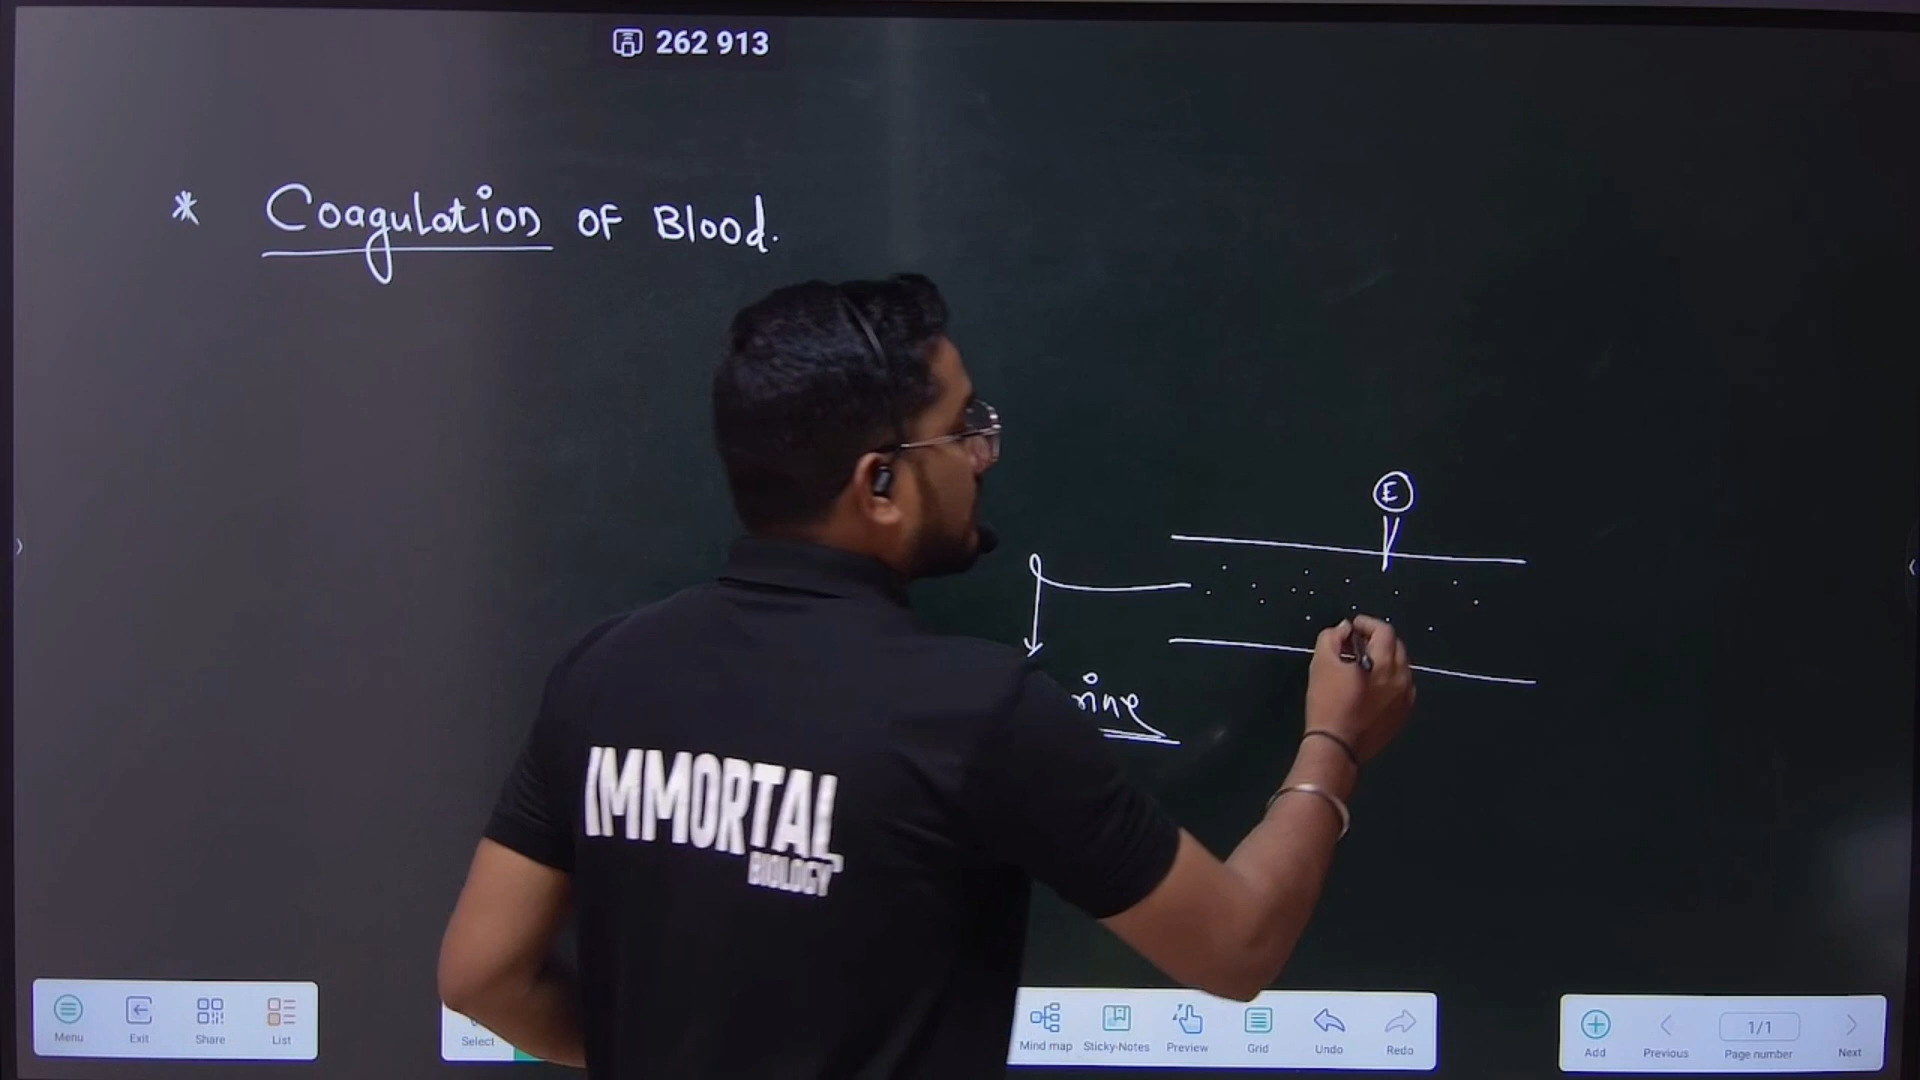 262 913
* Coagulation of Blood.
E
IMMORTAL
BIOLOGY
Menu Exit Share List Select Mind map Sticky-Notes Preview Grid Undo Redo Add Previous 1/1 Page number Next